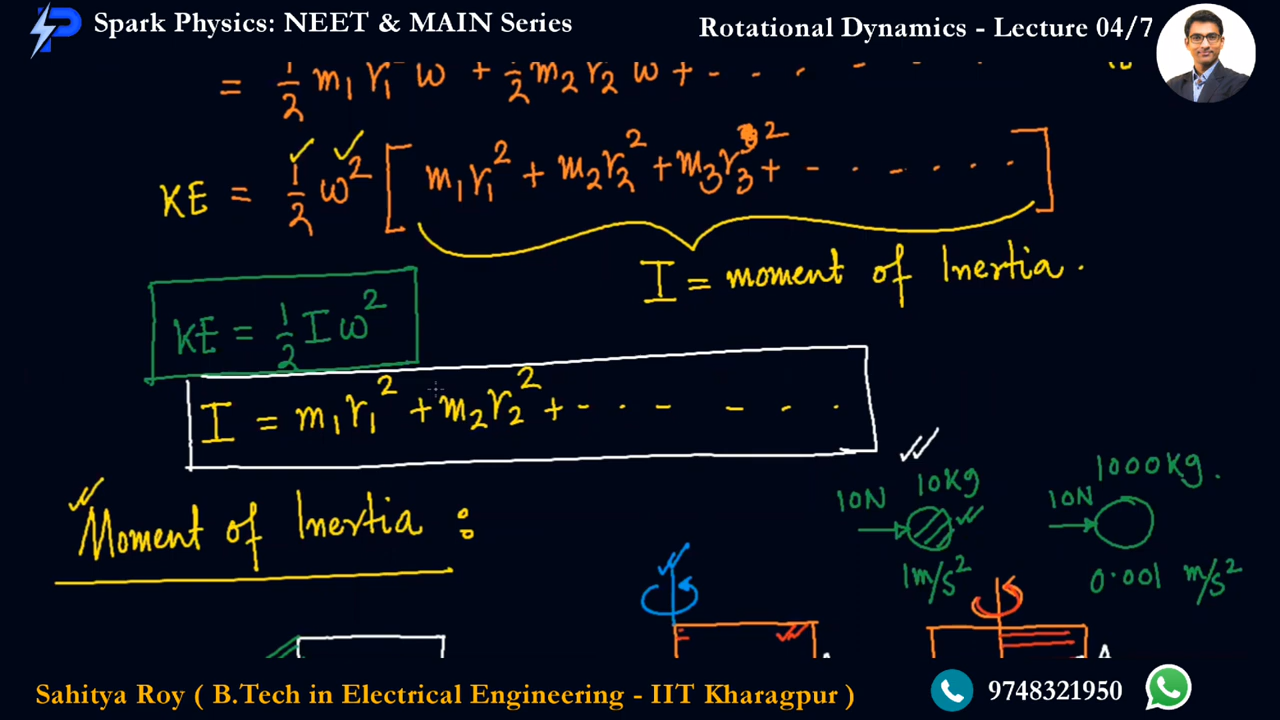 Spark Physics: NEET & MAIN Series
Rotational Dynamics - Lecture 04/7
= 1/2 m₁ r₁ ω + 1/2 m₂ r₂ ω + - - - - - -
KE = 1/2 ω² [ m₁r₁² + m₂r₂² + m₃r₃² + - - - - - - ]
I = moment of Inertia.
KE = 1/2 I ω²
I = m₁r₁² + m₂r₂² + - - - - - -
Moment of Inertia :
10N 10Kg
1m/s²
10N 1000Kg.
0.001 m/s²
Sahitya Roy ( B.Tech in Electrical Engineering - IIT Kharagpur )
9748321950